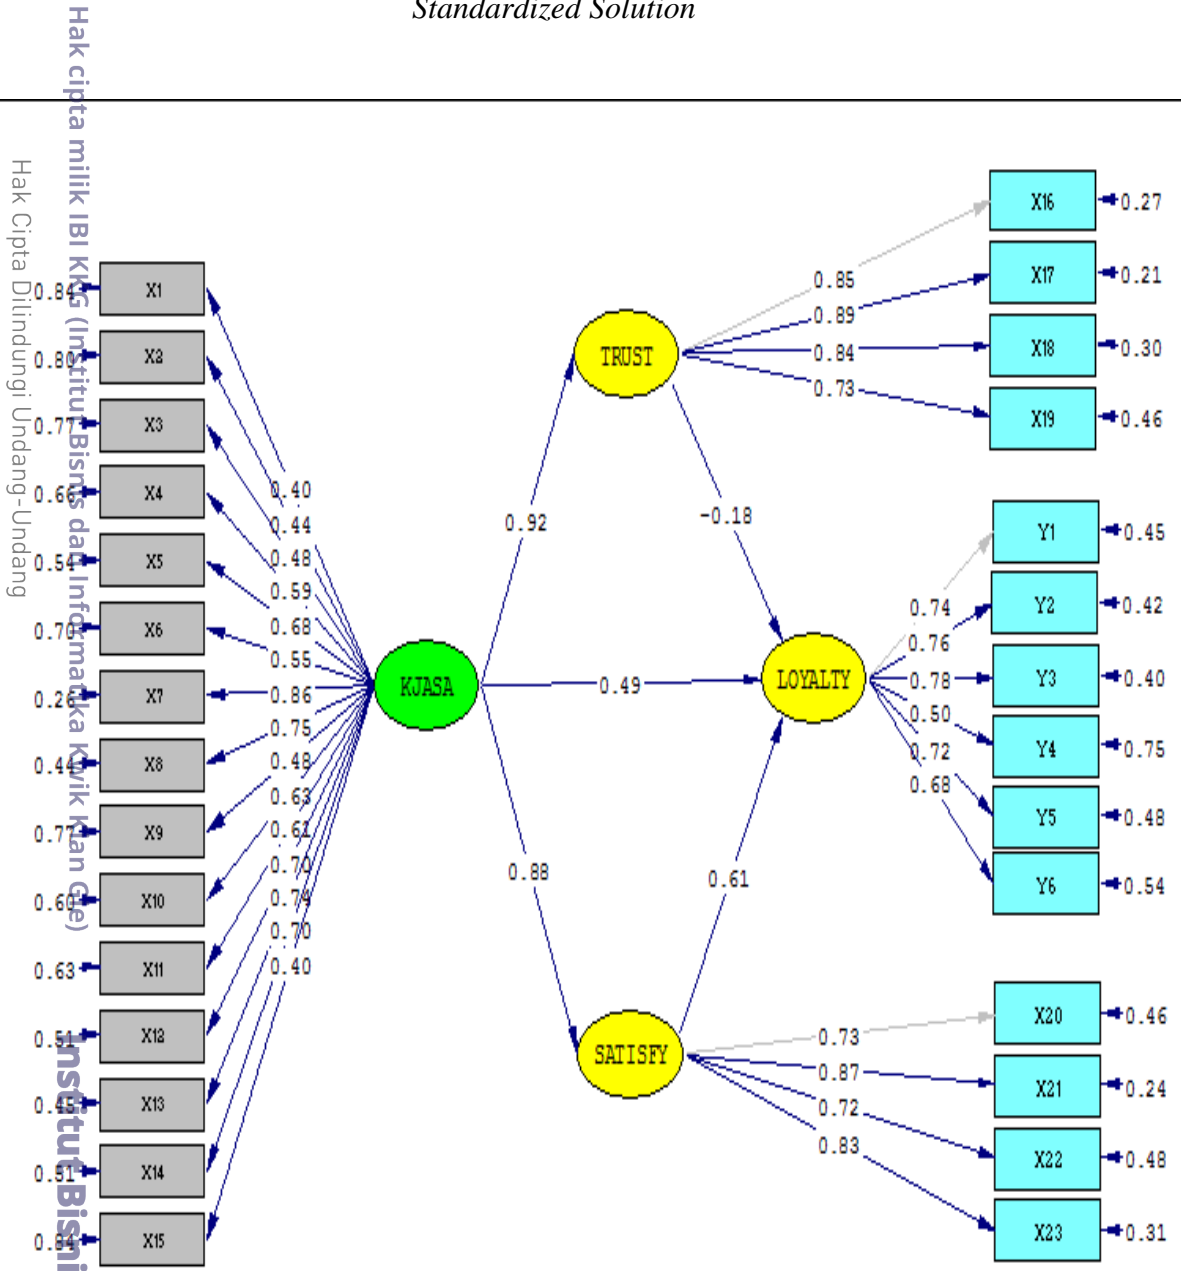 Standardized Solution
Hak cipta milik IBI KKG (Institut Bisnis dan Informatika Kwik Kian Gie)
Hak Cipta Dilindungi Undang-Undang
Institut Bisni
0.84 X1
0.80 X2
0.77 X3
0.66 X4
0.54 X5
0.70 X6
0.26 X7
0.44 X8
0.77 X9
0.60 X10
0.63 X11
0.51 X12
0.45 X13
0.51 X14
0.84 X15
0.40
0.44
0.48
0.59
0.68
0.55
0.86
0.75
0.48
0.63
0.61
0.70
0.74
0.70
0.40
KJASA
0.92
0.49
0.88
TRUST
-0.18
LOYALTY
0.61
SATISFY
0.85
0.89
0.84
0.73
X16 0.27
X17 0.21
X18 0.30
X19 0.46
0.74
0.76
0.78
0.50
0.72
0.68
Y1 0.45
Y2 0.42
Y3 0.40
Y4 0.75
Y5 0.48
Y6 0.54
0.73
0.87
0.72
0.83
X20 0.46
X21 0.24
X22 0.48
X23 0.31